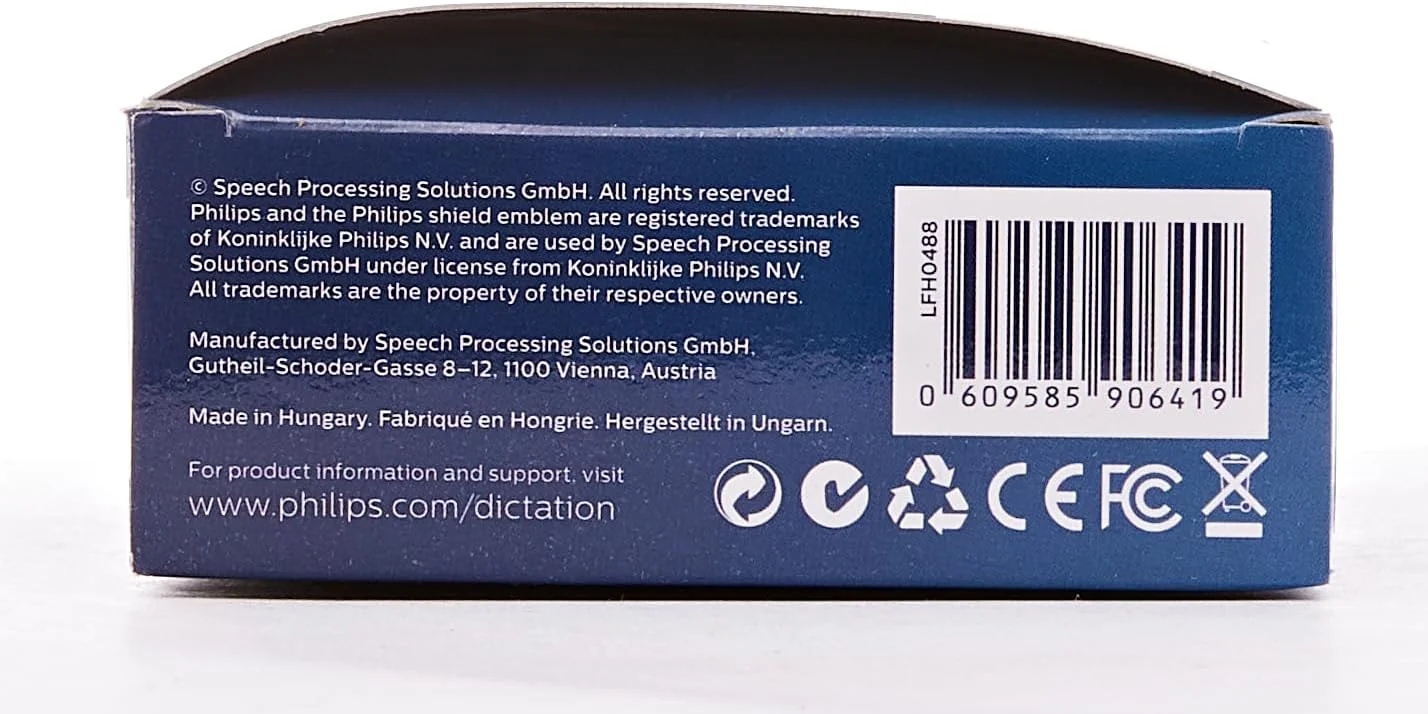 © Speech Processing Solutions GmbH. All rights reserved.
Philips and the Philips shield emblem are registered trademarks
of Koninklijke Philips N.V. and are used by Speech Processing
Solutions GmbH under license from Koninklijke Philips N.V.
All trademarks are the property of their respective owners.
Manufactured by Speech Processing Solutions GmbH,
Gutheil-Schoder-Gasse 8–12, 1100 Vienna, Austria
Made in Hungary. Fabriqué en Hongrie. Hergestellt in Ungarn.
For product information and support, visit
www.philips.com/dictation
LFH0488
0 609585 906419
CE FC